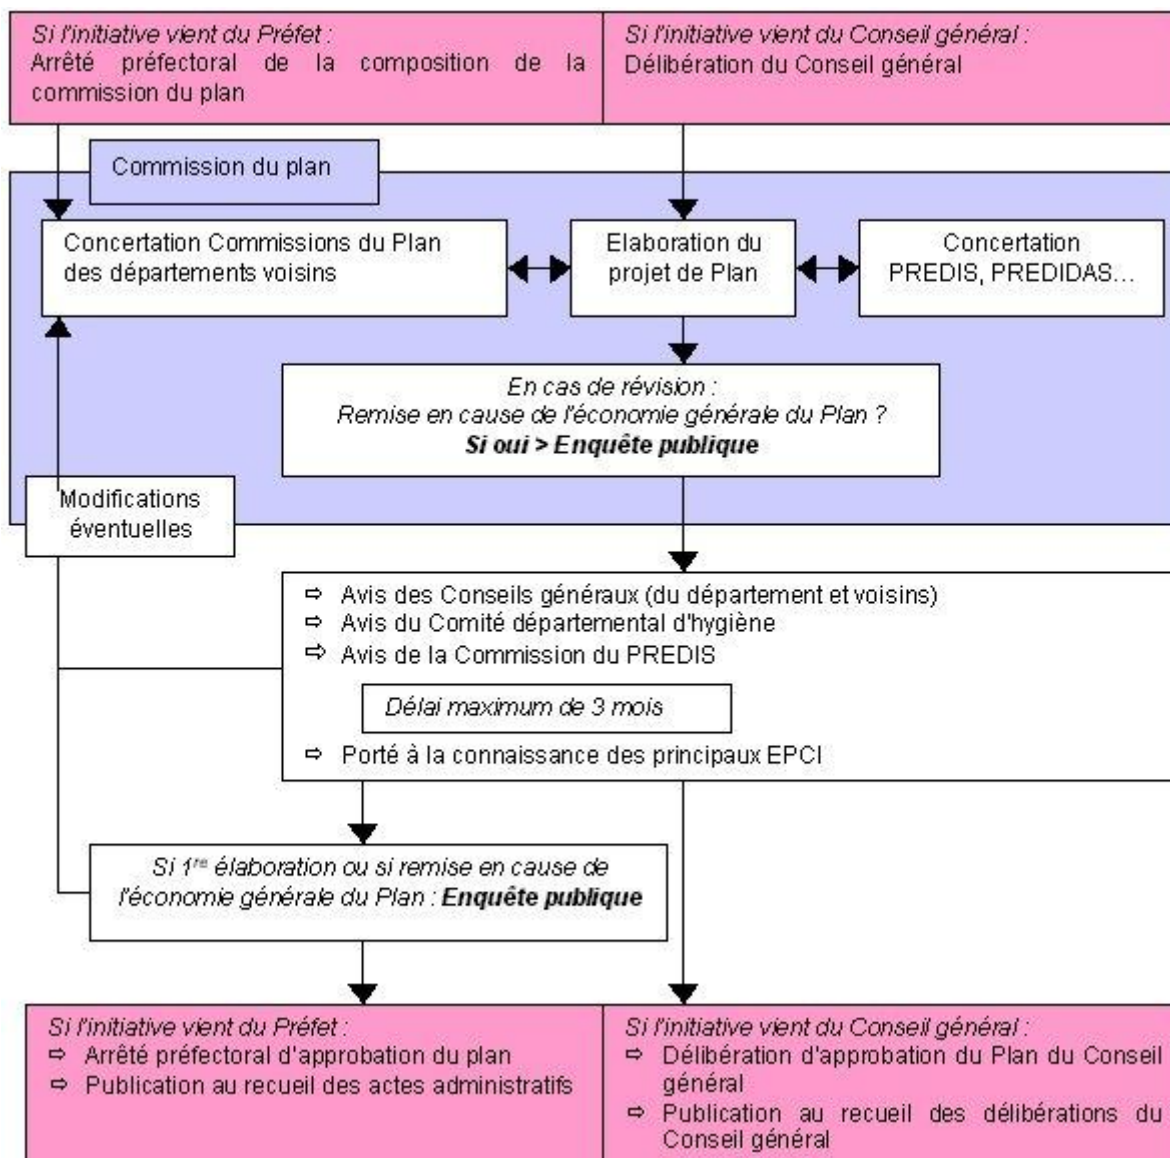 Si l'initiative vient du Préfet :
Arrêté préfectoral de la composition de la
commission du plan
Si l'initiative vient du Conseil général :
Délibération du Conseil général
Commission du plan
Concertation Commissions du Plan
des départements voisins
Elaboration du
projet de Plan
Concertation
PREDIS, PREDIDAS...
En cas de révision :
Remise en cause de l'économie générale du Plan ?
Si oui > Enquête publique
Modifications
éventuelles
⇨ Avis des Conseils généraux (du département et voisins)
⇨ Avis du Comité départemental d'hygiène
⇨ Avis de la Commission du PREDIS
Délai maximum de 3 mois
⇨ Porté à la connaissance des principaux EPCI
Si 1re élaboration ou si remise en cause de
l'économie générale du Plan : Enquête publique
Si l'initiative vient du Préfet :
⇨ Arrêté préfectoral d'approbation du plan
⇨ Publication au recueil des actes administratifs
Si l'initiative vient du Conseil général :
⇨ Délibération d'approbation du Plan du Conseil
général
⇨ Publication au recueil des délibérations du
Conseil général